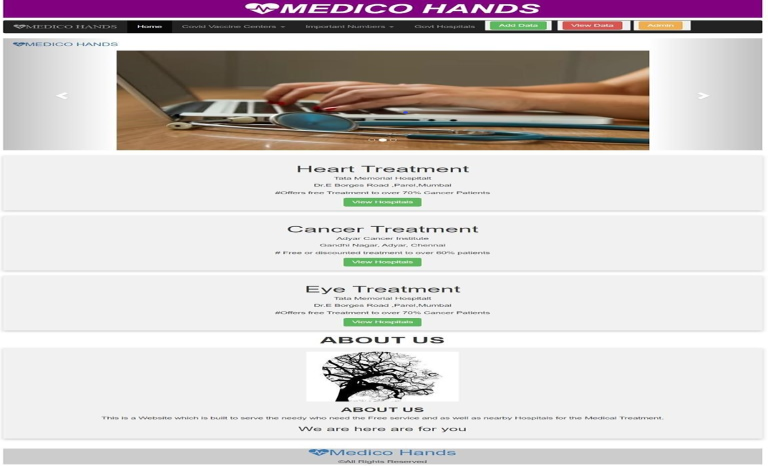 MEDICO HANDS
MEDICO HANDS Home Covid Vaccine Centers Important Numbers Govt Hospitals Add Data View Data Admin
MEDICO HANDS
Heart Treatment
Tata Memorial Hospitalt
Dr.E Borges Road ,Parel,Mumbai
#Offers free Treatment to over 70% Cancer Patients
View Hospitals
Cancer Treatment
Adyar Cancer Institute
Gandhi Nagar, Adyar, Chennai
# Free or discounted treatment to over 60% patients
View Hospitals
Eye Treatment
Tata Memorial Hospitalt
Dr.E Borges Road ,Parel,Mumbai
#Offers free Treatment to over 70% Cancer Patients
View Hospitals
ABOUT US
ABOUT US
This is a Website which is built to serve the needy who need the Free service and as well as nearby Hospitals for the Medical Treatment.
We are here are for you
Medico Hands
©All Rights Reserved